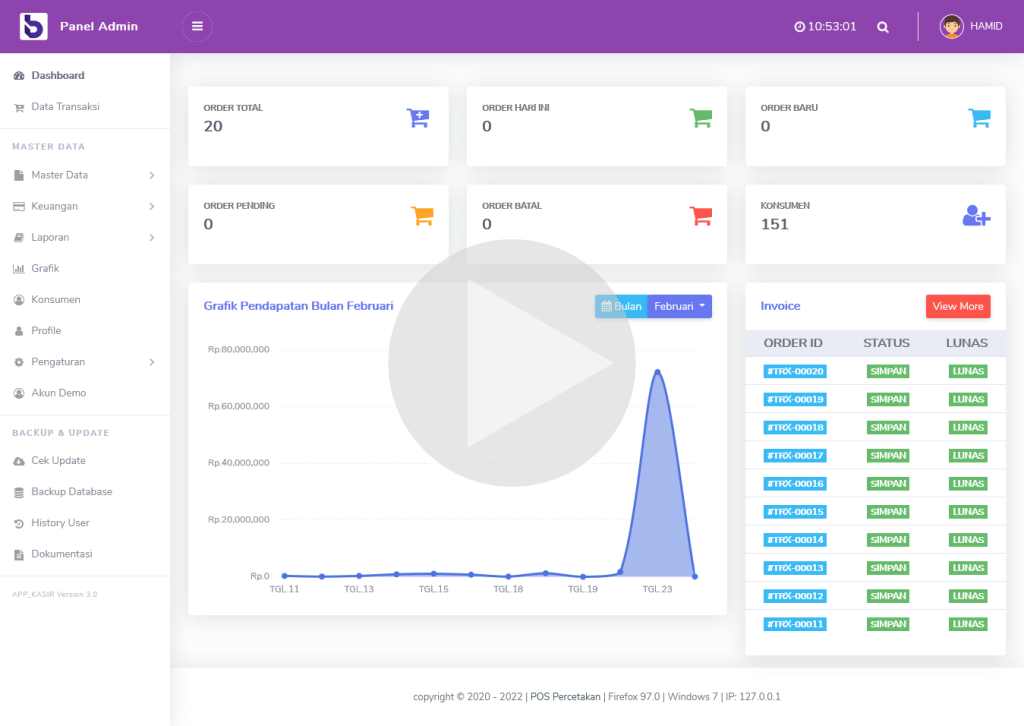 Panel Admin
10:53:01
HAMID
Dashboard
Data Transaksi
MASTER DATA
Master Data
Keuangan
Laporan
Grafik
Konsumen
Profile
Pengaturan
Akun Demo
BACKUP & UPDATE
Cek Update
Backup Database
History User
Dokumentasi
APP_KASIR Version 3.0
ORDER TOTAL
20
ORDER HARI INI
0
ORDER BARU
0
ORDER PENDING
0
ORDER BATAL
0
KONSUMEN
151
Grafik Pendapatan Bulan Februari
Bulan Februari
Rp.80,000,000
Rp.60,000,000
Rp.40,000,000
Rp.20,000,000
Rp.0
TGL.11 TGL.13 TGL.15 TGL.18 TGL.19 TGL.23
Invoice
View More
ORDER ID STATUS LUNAS
#TRX-00020 SIMPAN LUNAS
#TRX-00019 SIMPAN LUNAS
#TRX-00018 SIMPAN LUNAS
#TRX-00017 SIMPAN LUNAS
#TRX-00016 SIMPAN LUNAS
#TRX-00015 SIMPAN LUNAS
#TRX-00014 SIMPAN LUNAS
#TRX-00013 SIMPAN LUNAS
#TRX-00012 SIMPAN LUNAS
#TRX-00011 SIMPAN LUNAS
copyright © 2020 - 2022 | POS Percetakan | Firefox 97.0 | Windows 7 | IP: 127.0.0.1